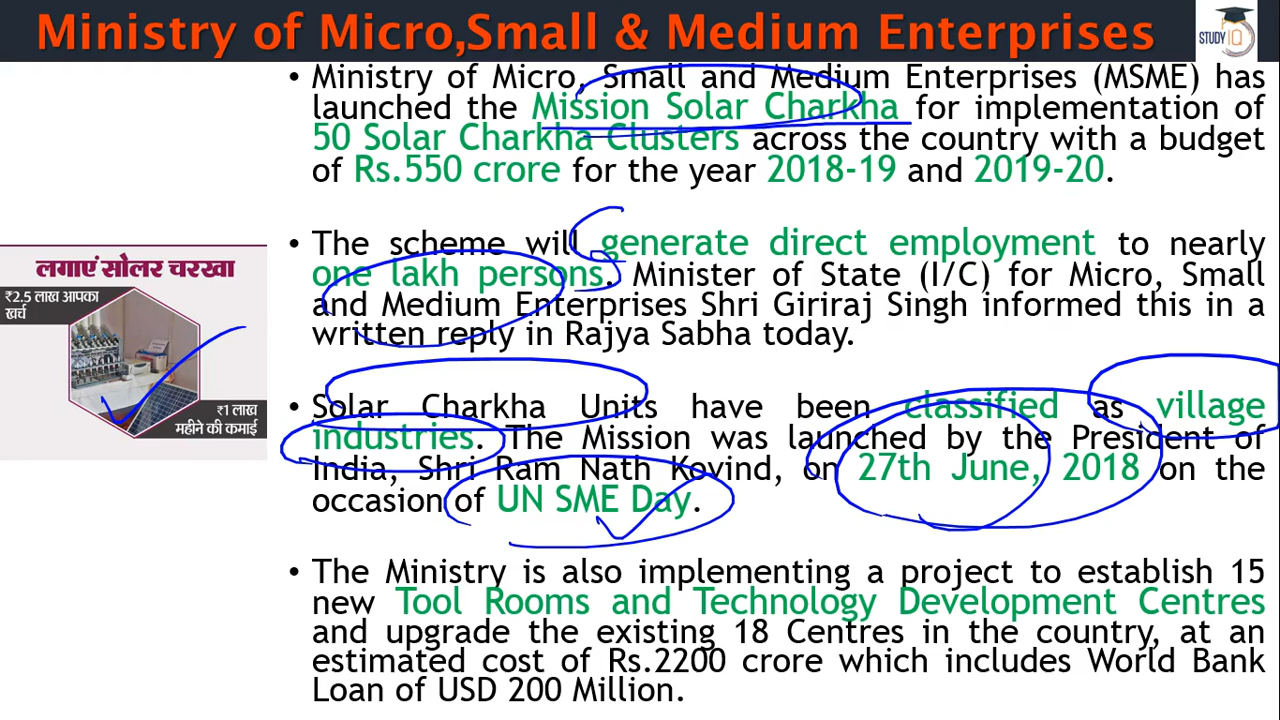 Ministry of Micro,Small & Medium Enterprises
STUDY IQ
• Ministry of Micro, Small and Medium Enterprises (MSME) has
launched the Mission Solar Charkha for implementation of
50 Solar Charkha Clusters across the country with a budget
of Rs.550 crore for the year 2018-19 and 2019-20.
• The scheme will generate direct employment to nearly
one lakh persons. Minister of State (I/C) for Micro, Small
and Medium Enterprises Shri Giriraj Singh informed this in a
written reply in Rajya Sabha today.
लगाएं सोलर चरखा
₹2.5 लाख आपका
खर्च
₹1 लाख
महीने की कमाई
• Solar Charkha Units have been classified as village
industries. The Mission was launched by the President of
India, Shri Ram Nath Kovind, on 27th June, 2018 on the
occasion of UN SME Day.
• The Ministry is also implementing a project to establish 15
new Tool Rooms and Technology Development Centres
and upgrade the existing 18 Centres in the country, at an
estimated cost of Rs.2200 crore which includes World Bank
Loan of USD 200 Million.